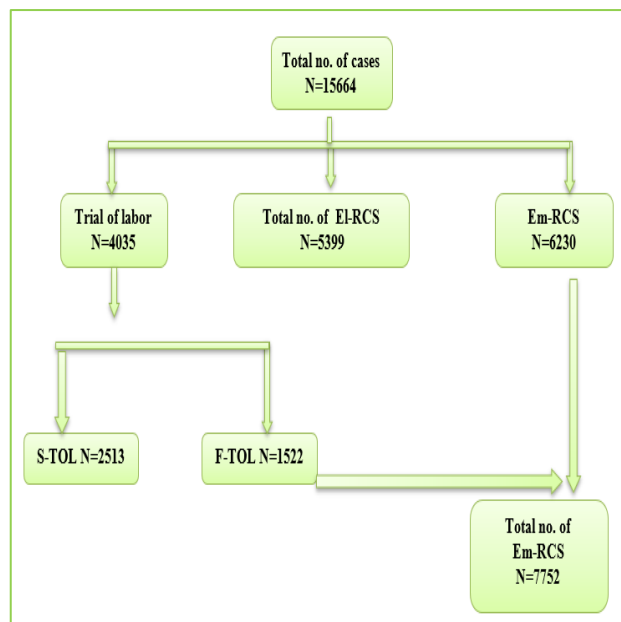 Total no. of cases
N=15664
Trial of labor
N=4035
Total no. of El-RCS
N=5399
Em-RCS
N=6230
S-TOL N=2513
F-TOL N=1522
Total no. of
Em-RCS
N=7752